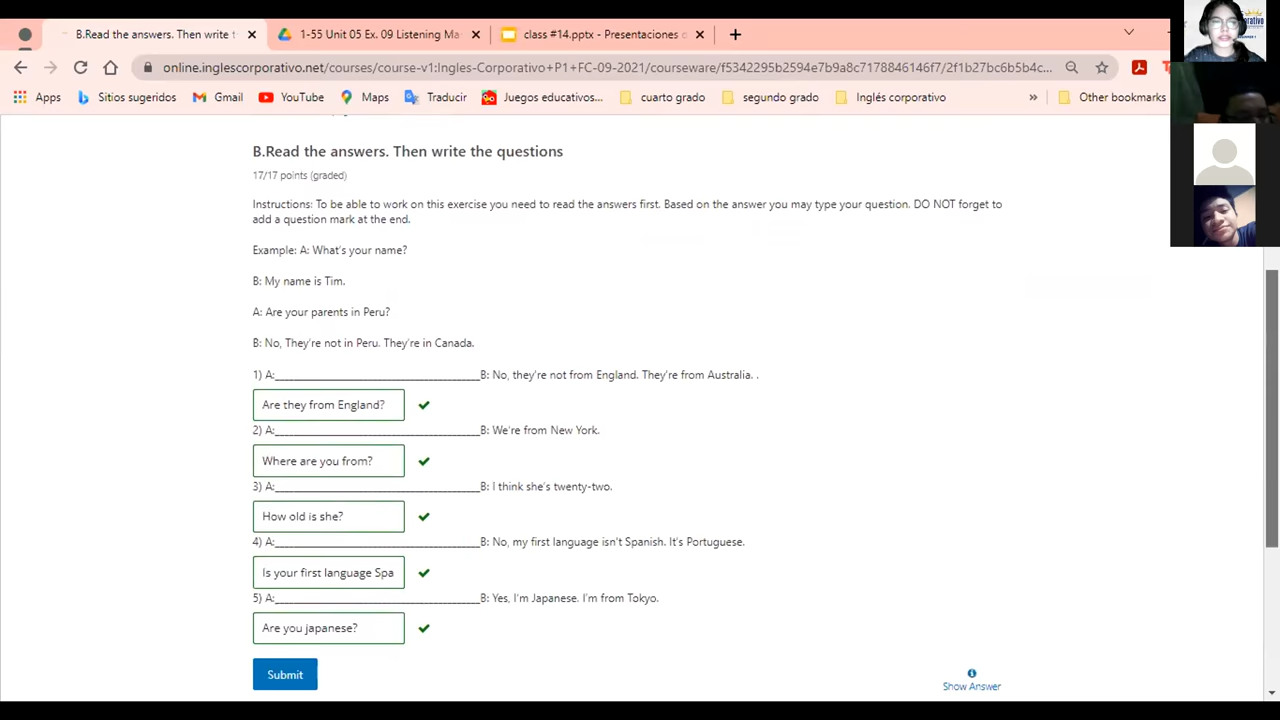 B.Read the answers. Then write t
1-55 Unit 05 Ex. 09 Listening Ma
class #14.pptx - Presentaciones
online.inglescorporativo.net/courses/course-v1:Ingles-Corporativo+P1+FC-09-2021/courseware/f5342295b2594e7b9a8c7178846146f7/2f1b27bc6b5b4c...
Apps
Sitios sugeridos
Gmail
YouTube
Maps
Traducir
Juegos educativos...
cuarto grado
segundo grado
Inglés corporativo
»
Other bookmarks
B.Read the answers. Then write the questions
17/17 points (graded)
Instructions: To be able to work on this exercise you need to read the answers first. Based on the answer you may type your question. DO NOT forget to
add a question mark at the end.
Example: A: What's your name?
B: My name is Tim.
A: Are your parents in Peru?
B: No, They're not in Peru. They're in Canada.
1) A:______________________________B: No, they're not from England. They're from Australia. .
Are they from England?
2) A:______________________________B: We're from New York.
Where are you from?
3) A:______________________________B: I think she's twenty-two.
How old is she?
4) A:______________________________B: No, my first language isn't Spanish. It's Portuguese.
Is your first language Spa
5) A:______________________________B: Yes, I'm Japanese. I'm from Tokyo.
Are you japanese?
Submit
Show Answer